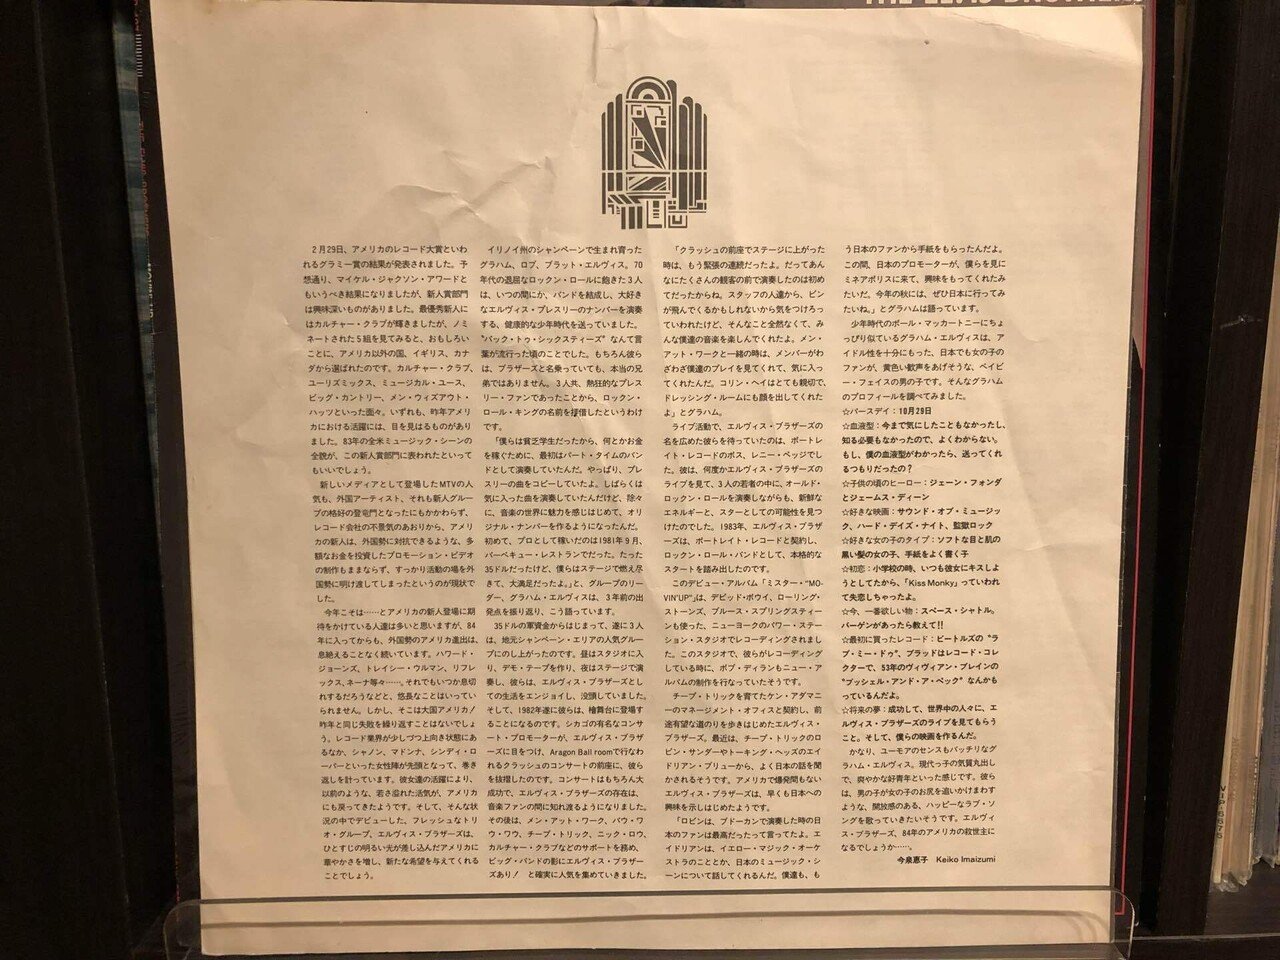 2月29日、アメリカのレコード大賞といわ
れるグラミー賞の結果が発表されました。予
想通り、マイケル・ジャクソン・アワードと
もいうべき結果になりましたが、新人賞部門
は興味深いものがありました。最優秀新人に
はカルチャー・クラブが輝きましたが、ノミ
ネートされた5組を見てみると、おもしろい
ことに、アメリカ以外の国、イギリス、カナ
ダから選ばれたのです。カルチャー・クラブ、
ユーリズミックス、ミュージカル・ユース、
ビッグ・カントリー、メン・ウィズアウト・
ハッツといった面々。いずれも、昨年アメリ
カにおける活躍には、目を見はるものがあり
ました。83年の全米ミュージック・シーンの
全貌が、この新人賞部門に表われたといって
もいいでしょう。
新しいメディアとして登場したMTVの人
気も、外国アーティスト、それも新人グルー
プの格好の登竜門となったにもかかわらず、
レコード会社の不景気のあおりから、アメリ
カの新人は、外国勢に対抗できるような、多
額なお金を投資したプロモーション・ビデオ
の制作もままならず、すっかり活動の場を外
国勢に明け渡してしまったというのが現状で
した。
今年こそは……とアメリカの新人登場に期
待をかけている人達は多いと思いますが、84
年に入ってからも、外国勢のアメリカ進出は、
息絶えることなく続いています。ハワード・
ジョーンズ、トレイシー・ウルマン、リフレ
ックス、ネーナ等々……。それでもいつか息切
れするだろうなどと、悠長なことはいってい
られません。しかし、そこは大国アメリカ!
昨年と同じ失敗を繰り返すことはないでしょ
う。レコード業界が少しづつ上向き状態にあ
るなか、シャノン、マドンナ、シンディ・ロ
ーパーといった女性陣が先頭となって、巻き
返しを計っています。彼女達の活躍により、
以前のような、若さ溢れた活気が、アメリカ
にも戻ってきたようです。そして、そんな状
況の中でデビューした、フレッシュなトリ
オ・グループ、エルヴィス・ブラザーズは、
ひとすじの明るい光が差し込んだアメリカに
華やかさを増し、新たな希望を与えてくれる
ことでしょう。
イリノイ州のシャンペーンで生まれ育った
グラハム、ロブ、ブラット・エルヴィス。70
年代の退屈なロックン・ロールに飽きた3人
は、いつの間にか、バンドを結成し、大好き
なエルヴィス・プレスリーのナンバーを演奏
する、健康的な少年時代を送っていました。
"バック・トゥ・シックスティーズ"なんて言
葉が流行った頃のことでした。もちろん彼ら
は、ブラザーズと名乗っていても、本当の兄
弟ではありません。3人共、熱狂的なプレス
リー・ファンであったことから、ロックン・
ロール・キングの名前を拝借したというわけ
です。
「僕らは貧乏学生だったから、何とかお金
を稼ぐために、最初はパート・タイムのバン
ドとして演奏していたんだ。やっぱり、プレ
スリーの曲をコピーしていたよ。しばらくは
気に入った曲を演奏していたんだけど、除々
に、音楽の世界に魅力を感じはじめて、オリ
ジナル・ナンバーを作るようになったんだ。
初めて、プロとして稼いだのは1981年9月、
バーベキュー・レストランでだった。たった
35ドルだったけど、僕らはステージで燃え尽
きて、大満足だったよ。」と、グループのリー
ダー、グラハム・エルヴィスは、3年前の出
発点を振り返り、こう語っています。
35ドルの軍資金からはじまって、遂に3人
は、地元シャンペーン・エリアの人気グルー
プにのし上がったのです。昼はスタジオに入
り、デモ・テープを作り、夜はステージで演
奏し、彼らは、エルヴィス・ブラザーズとし
ての生活をエンジョイし、没頭していました。
そして、1982年遂に彼らは、檜舞台に登場す
ることになるのです。シカゴの有名なコンサ
ート・プロモーターが、エルヴィス・ブラザ
ーズに目をつけ、Aragon Ball roomで行なわ
れるクラッシュのコンサートの前座に、彼ら
を抜擢したのです。コンサートはもちろん大
成功で、エルヴィス・ブラザーズの存在は、
音楽ファンの間に知れ渡るようになりました。
その後は、メン・アット・ワーク、バウ・ワ
ウ・ワウ、チープ・トリック、ニック・ロウ、
カルチャー・クラブなどのサポートを務め、
ビッグ・バンドの影にエルヴィス・ブラザー
ズあり! と確実に人気を集めていきました。
「クラッシュの前座でステージに上がった
時は、もう緊張の連続だったよ。だってあん
なにたくさんの観客の前で演奏したのは初め
てだったからね。スタッフの人達から、ビン
が飛んでくるかもしれないから気をつけろっ
ていわれたけど、そんなこと全然なくて、み
んな僕達の音楽を楽しんでくれたよ。メン・
アット・ワークと一緒の時は、メンバーがわ
ざわざ僕達のプレイを見てくれて、気に入っ
てくれたんだ。コリン・ヘイはとても親切で、
ドレッシング・ルームにも顔を出してくれた
よ」とグラハム。
ライブ活動で、エルヴィス・ブラザーズの
名を広めた彼らを待っていたのは、ポートレ
イト・レコードのボス、レニー・ペッジでし
た。彼は、何度かエルヴィス・ブラザーズの
ライブを見て、3人の若者の中に、オールド・
ロックン・ロールを演奏しながらも、新鮮な
エネルギーと、スターとしての可能性を見つ
けたのでした。1983年、エルヴィス・ブラザ
ーズは、ポートレイト・レコードと契約し、
ロックン・ロール・バンドとして、本格的な
スタートを踏み出したのです。
このデビュー・アルバム「ミスター・"MO-
VIN'UP"」は、デビッド・ボウイ、ローリング・
ストーンズ、ブルース・スプリングスティー
ンも使った、ニューヨークのパワー・ステー
ション・スタジオでレコーディングされまし
た。このスタジオで、彼らがレコーディング
している時に、ボブ・ディランもニュー・ア
ルバムの制作を行なっていたそうです。
チープ・トリックを育てたケン・アダマニ
ーのマネージメント・オフィスと契約し、前
途有望な道のりを歩きはじめたエルヴィス・
ブラザーズ。最近は、チープ・トリックのロ
ビン・サンダーやトーキング・ヘッズのエイ
ドリアン・ブリューから、よく日本の話を聞
かされるそうです。アメリカで爆発間もない
エルヴィス・ブラザーズは、早くも日本への
興味を示しはじめたようです。
「ロビンは、ブドーカンで演奏した時の日
本のファンは最高だったって言ってたよ。エ
イドリアンは、イエロー・マジック・オーケ
ストラのこととか、日本のミュージック・シ
ーンについて話してくれるんだ。僕達も、も
う日本のファンから手紙をもらったんだよ。
この間、日本のプロモーターが、僕らを見に
ミネアポリスに来て、興味をもってくれたみ
たいだ。今年の秋には、ぜひ日本に行ってみ
たいね。」とグラハムは語っています。
少年時代のポール・マッカートニーにちょ
っぴり似ているグラハム・エルヴィスは、ア
イドル性を十分にもった、日本でも女の子の
ファンが、黄色い歓声をあげそうな、ベイビ
ー・フェイスの男の子です。そんなグラハム
のプロフィールを調べてみました。
☆バースデイ:10月29日
☆血液型:今まで気にしたこともなかったし、
知る必要もなかったので、よくわからない。
もし、僕の血液型がわかったら、送ってくれ
るつもりだったの?
☆子供の頃のヒーロー:ジェーン・フォンダ
とジェームス・ディーン
☆好きな映画:サウンド・オブ・ミュージッ
ク、ハード・デイズ・ナイト、監獄ロック
☆好きな女の子のタイプ:ソフトな目と肌の
黒い髪の女の子、手紙をよく書く子
☆初恋:小学校の時、いつも彼女にキスしよ
うとしてたから、「Kiss Monky」っていわれ
て失恋しちゃったよ。
☆今、一番欲しい物:スペース・シャトル。
バーゲンがあったら教えて!!
☆最初に買ったレコード:ビートルズの"ラ
ブ・ミー・ドゥ"、ブラッドはレコード・コレ
クターで、53年のヴィヴィアン・ブレインの
"ブッシェル・アンド・ア・ペック"なんかも
っているんだよ。
☆将来の夢:成功して、世界中の人々に、エ
ルヴィス・ブラザーズのライブを見てもらう
こと。そして、僕らの映画を作るんだ。
かなり、ユーモアのセンスもバッチリなグ
ラハム・エルヴィス。現代っ子の気質丸出し
で、爽やかな好青年といった感じです。彼ら
は、男の子が女の子のお尻を追いかけまわす
ような、開放感のある、ハッピーなラブ・ソ
ングを歌っていきたいそうです。エルヴィ
ス・ブラザーズ、84年のアメリカの救世主に
なるでしょうか……。
今泉恵子 Keiko Imaizumi